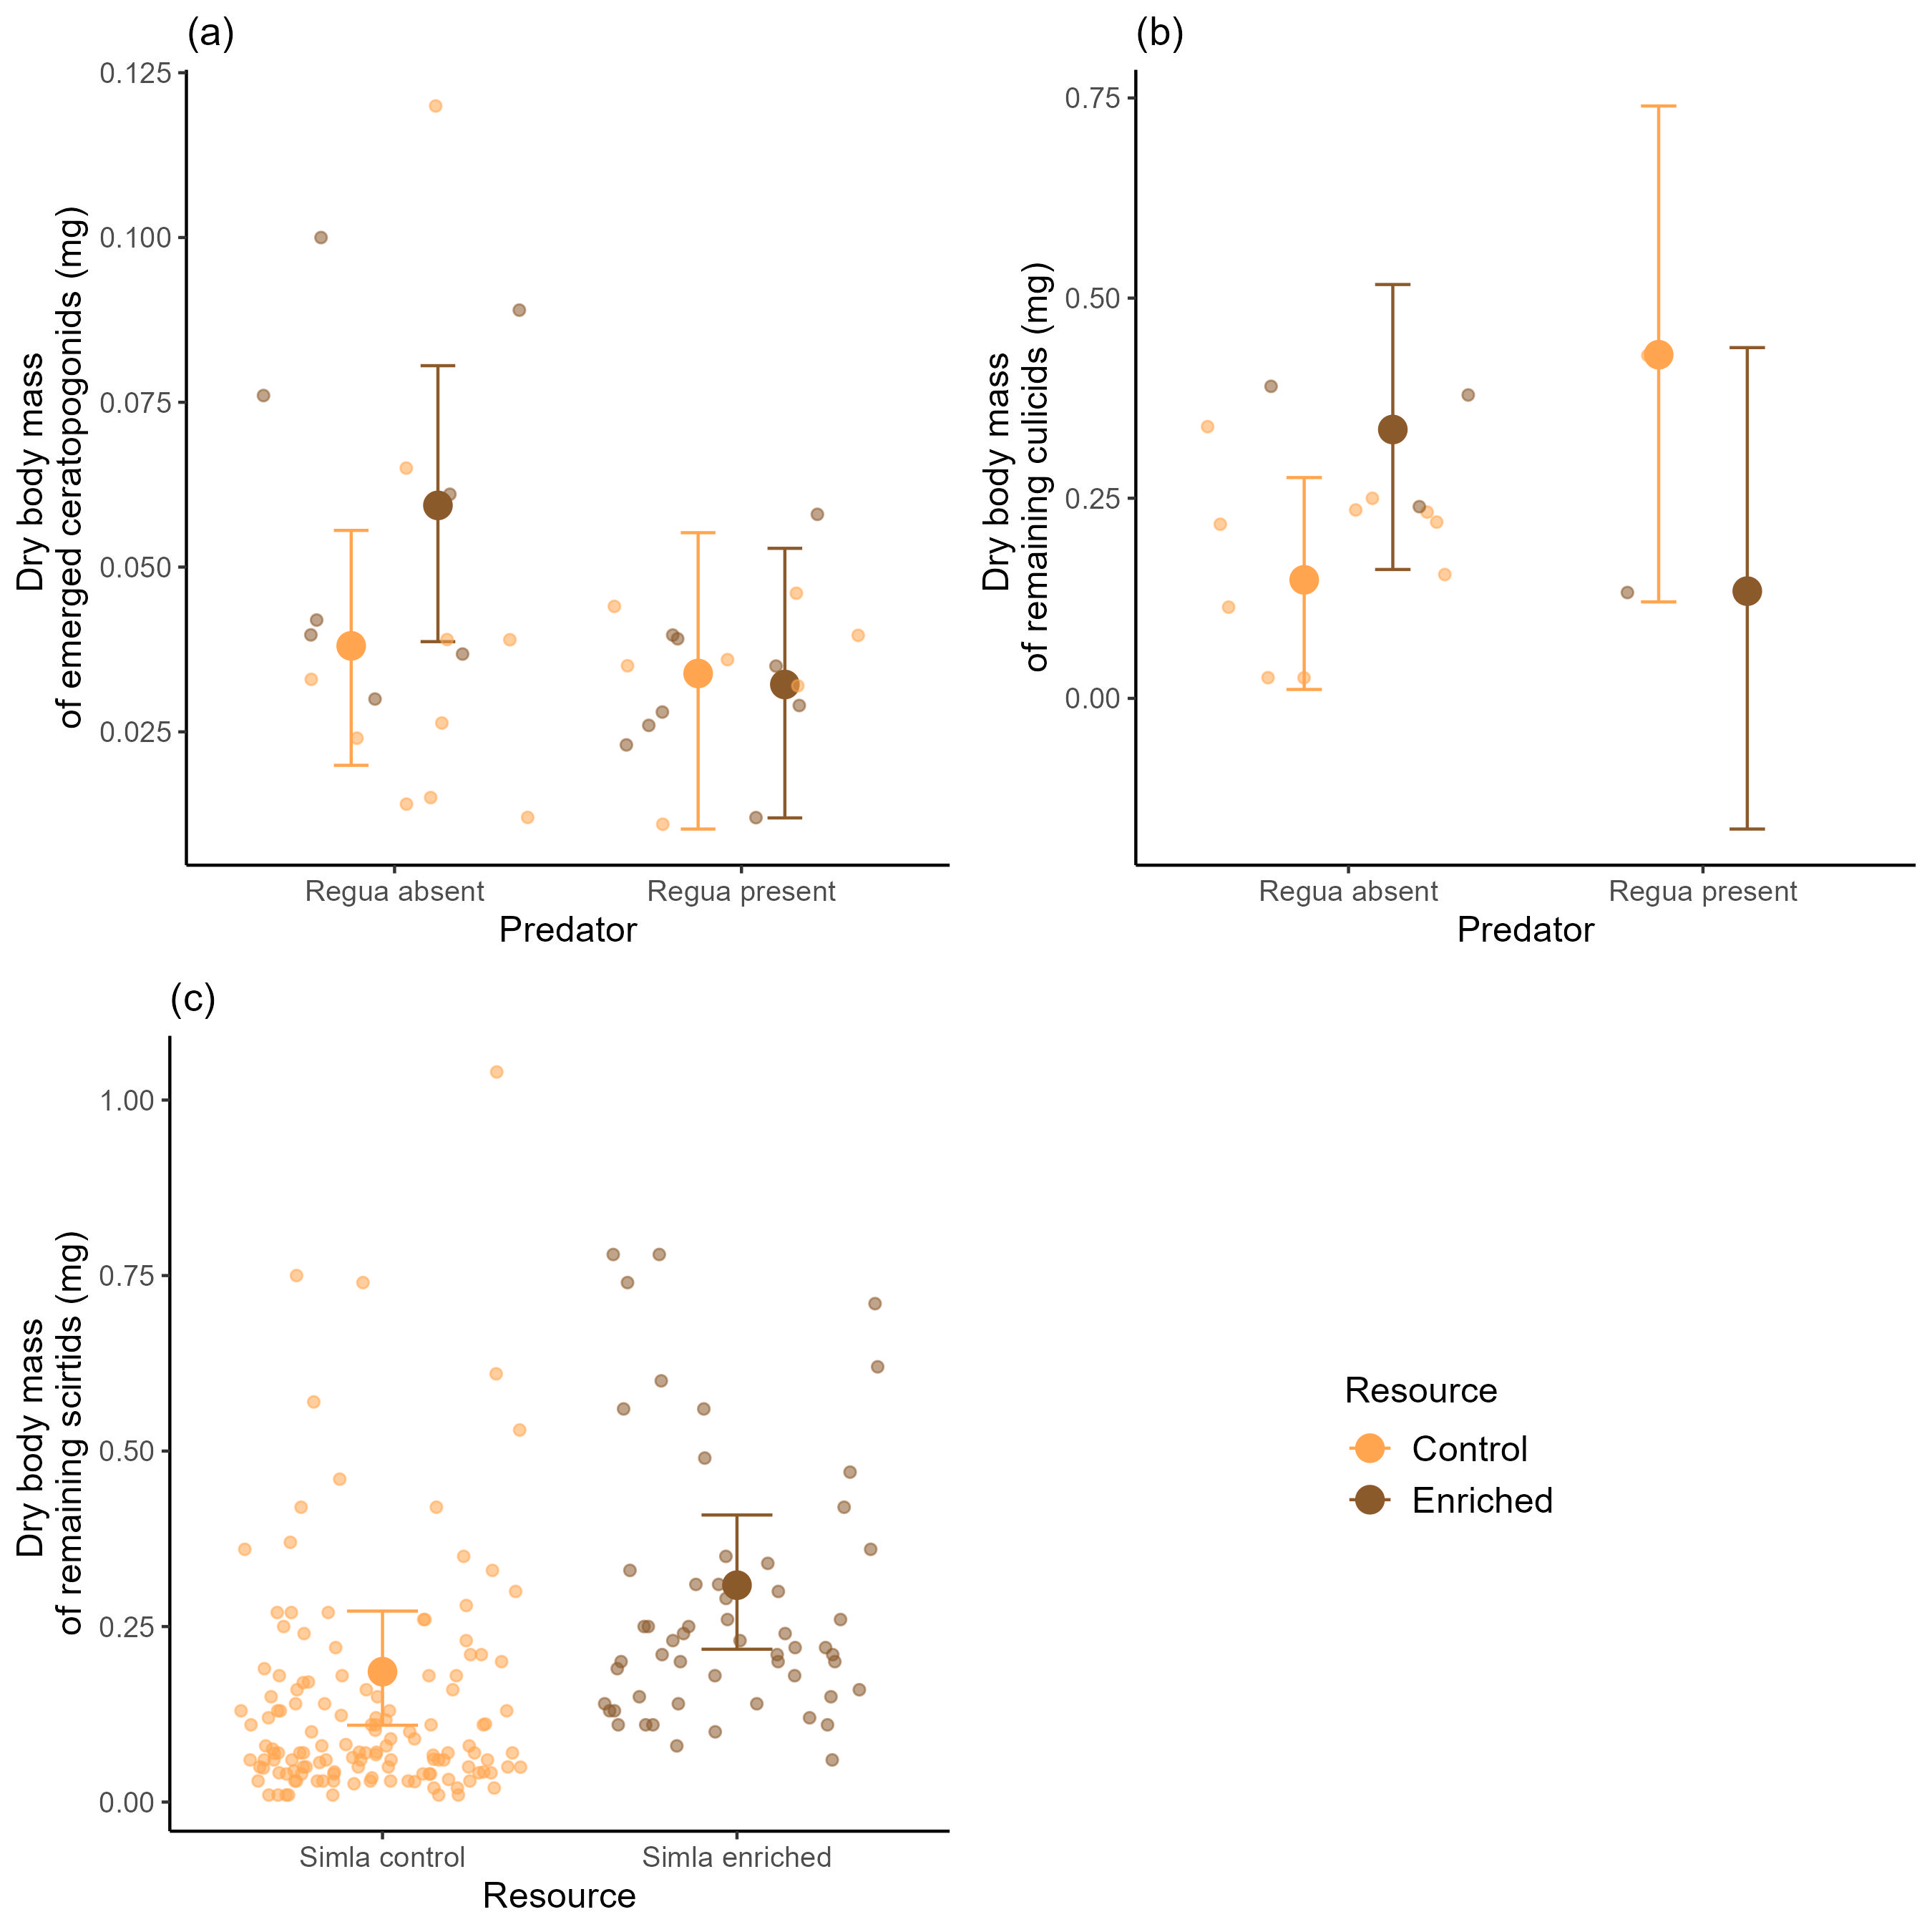 (a)
0.125
0.100
0.075
0.050
0.025
Dry body mass
of emerged ceratopogonids (mg)
Regua absent
Regua present
Predator
(b)
0.75
0.50
0.25
0.00
Dry body mass
of remaining culicids (mg)
Regua absent
Regua present
Predator
(c)
1.00
0.75
0.50
0.25
0.00
Dry body mass
of remaining scirtids (mg)
Simla control
Simla enriched
Resource
Resource
Control
Enriched